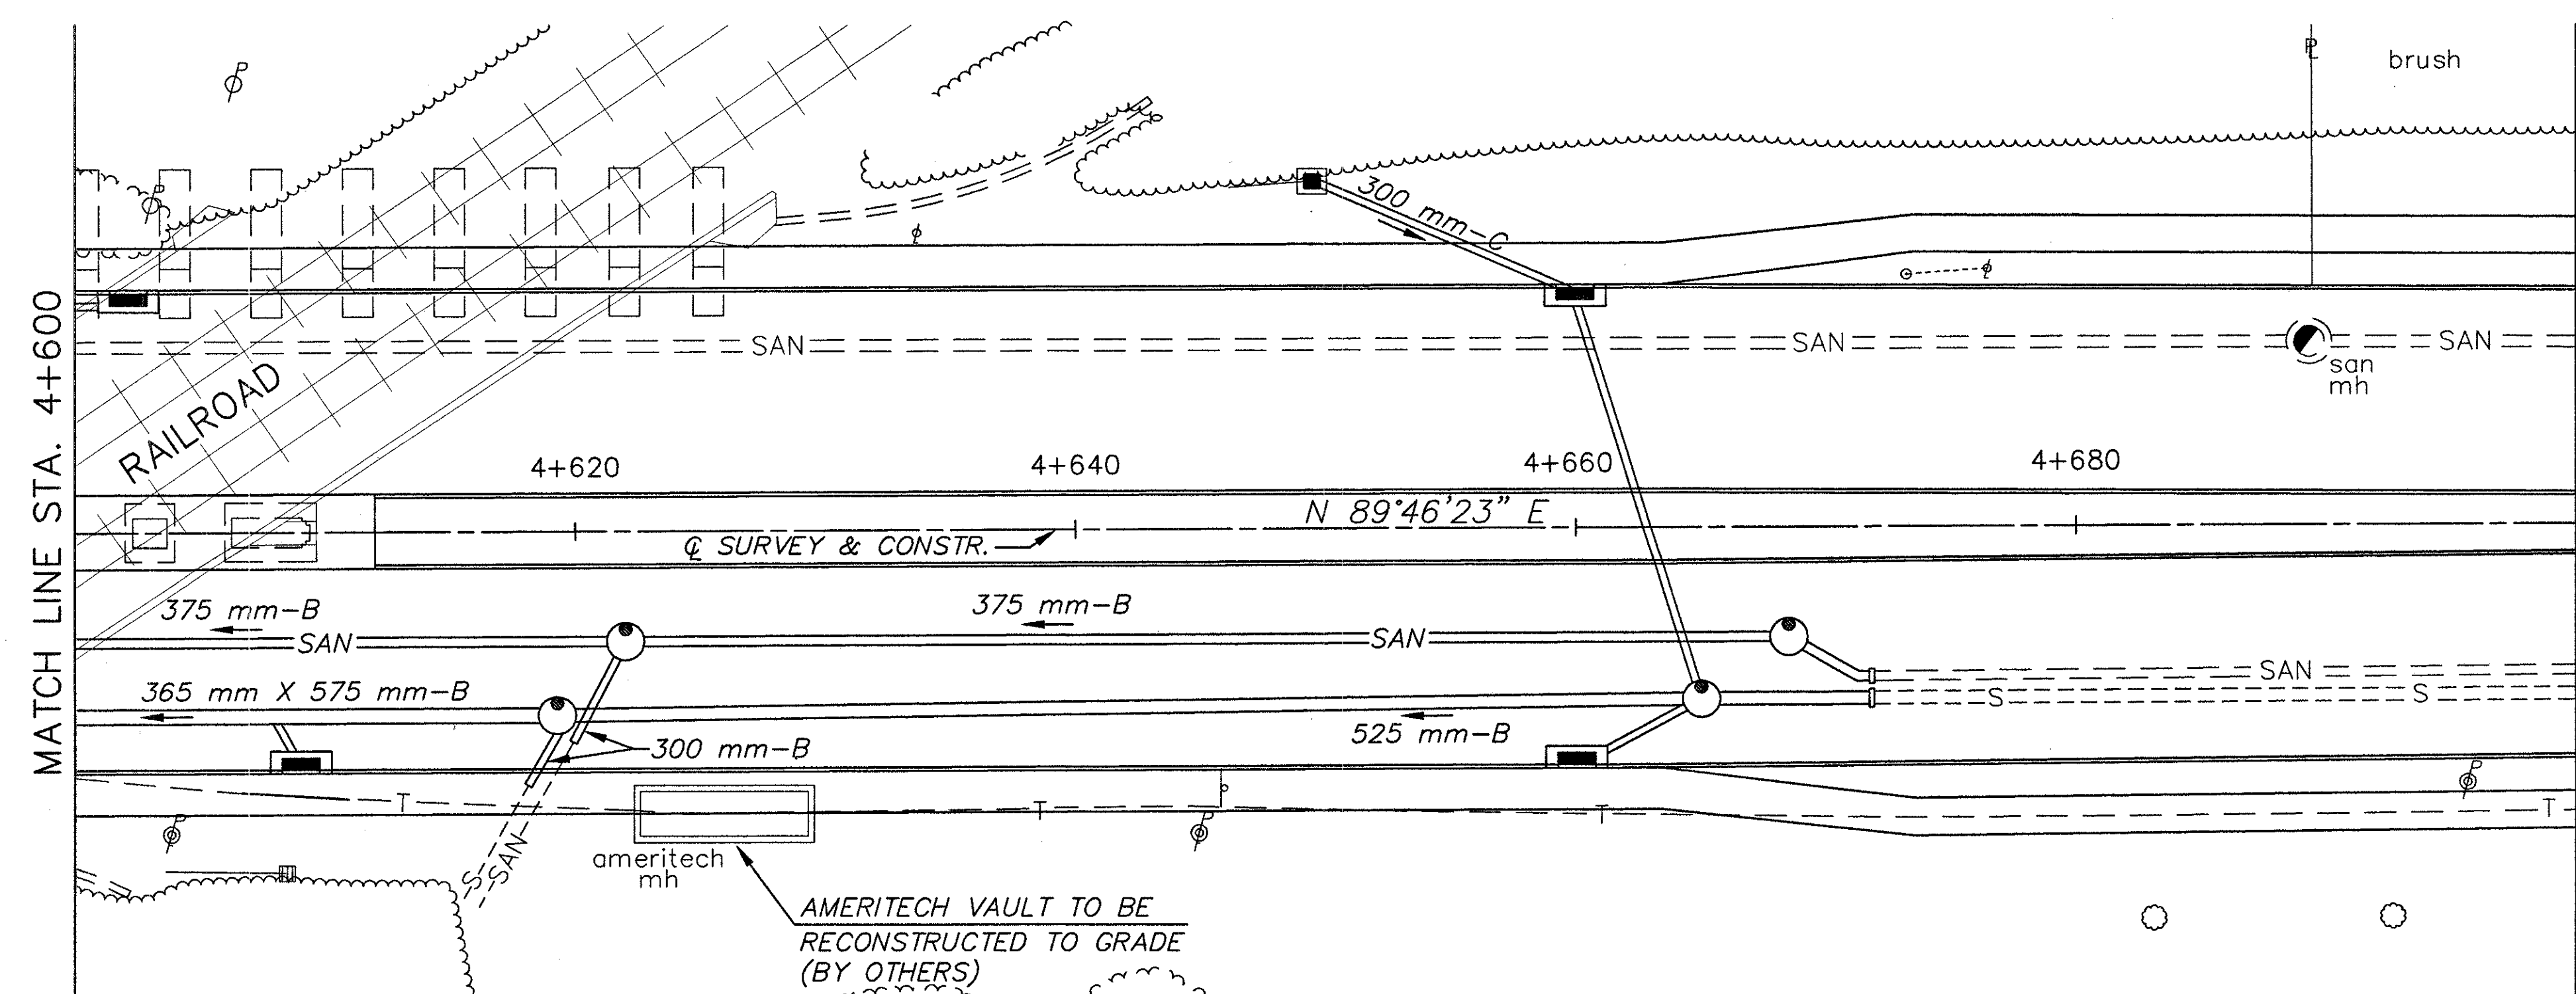 P
P
brush
P
300 mm-C
MATCH LINE STA. 4+600
SAN
SAN
SAN
san
mh
RAILROAD
4+620
4+640
4+660
4+680
N 89°46'23" E
℄ SURVEY & CONSTR.
375 mm-B
375 mm-B
SAN
SAN
SAN
365 mm X 575 mm-B
S
S
525 mm-B
300 mm-B
T
T
T
T
P
P
P
S
SAN
ameritech
mh
AMERITECH VAULT TO BE
RECONSTRUCTED TO GRADE
(BY OTHERS)